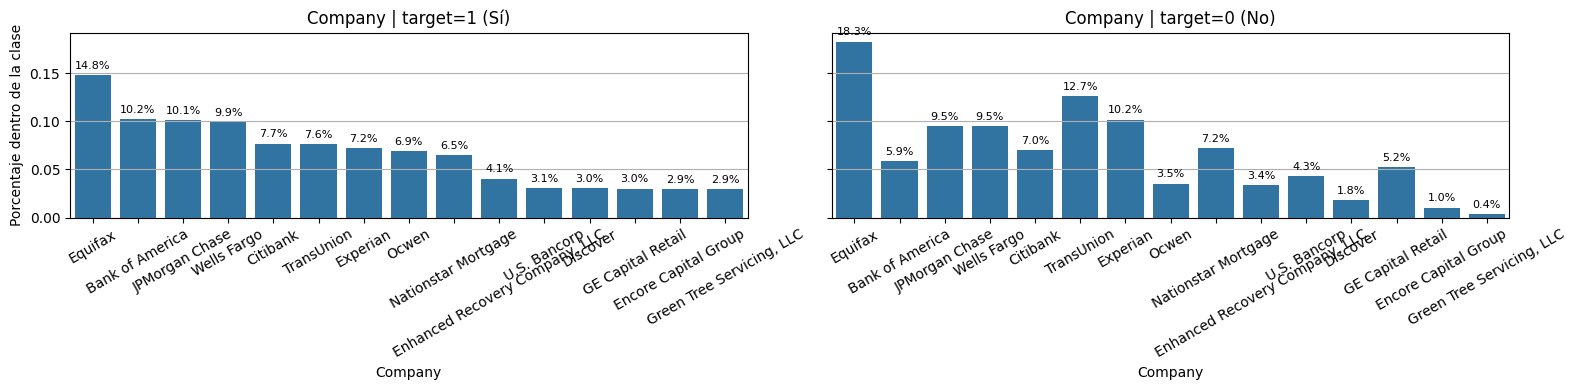 Company | target=1 (Sí)
Porcentaje dentro de la clase
0.15
0.10
0.05
0.00
14.8%
10.2%
10.1%
9.9%
7.7%
7.6%
7.2%
6.9%
6.5%
4.1%
3.1%
3.0%
3.0%
2.9%
2.9%
Equifax
Bank of America
JPMorgan Chase
Wells Fargo
Citibank
TransUnion
Experian
Ocwen
Nationstar Mortgage
Enhanced Recovery Company, LLC
U.S. Bancorp
Discover
GE Capital Retail
Encore Capital Group
Green Tree Servicing, LLC
Company
Company | target=0 (No)
18.3%
5.9%
9.5%
9.5%
7.0%
12.7%
10.2%
3.5%
7.2%
3.4%
4.3%
1.8%
5.2%
1.0%
0.4%
Equifax
Bank of America
JPMorgan Chase
Wells Fargo
Citibank
TransUnion
Experian
Ocwen
Nationstar Mortgage
Enhanced Recovery Company, LLC
U.S. Bancorp
Discover
GE Capital Retail
Encore Capital Group
Green Tree Servicing, LLC
Company